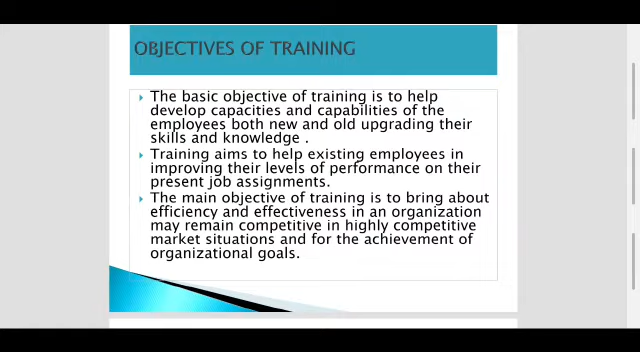 OBJECTIVES OF TRAINING
The basic objective of training is to help
develop capacities and capabilities of the
employees both new and old upgrading their
skills and knowledge .
Training aims to help existing employees in
improving their levels of performance on their
present job assignments.
The main objective of training is to bring about
efficiency and effectiveness in an organization
may remain competitive in highly competitive
market situations and for the achievement of
organizational goals.